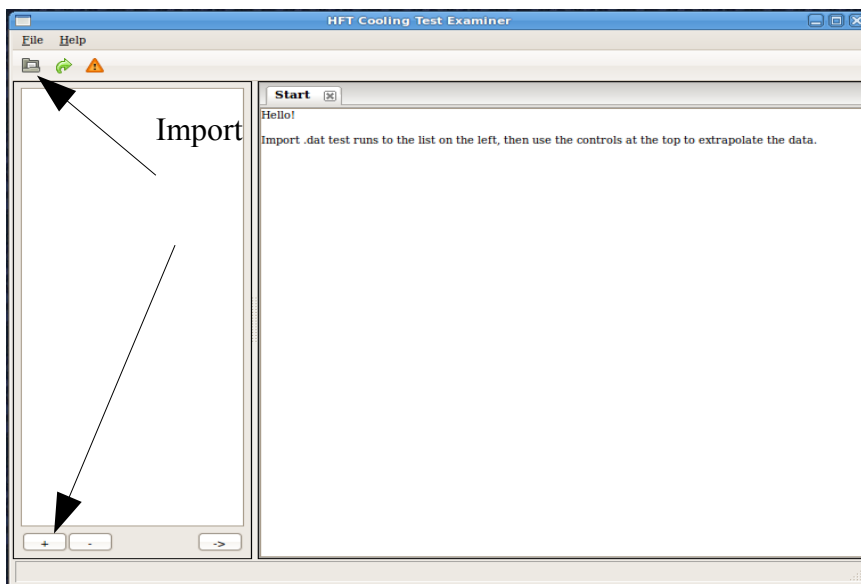 HFT Cooling Test Examiner
File Help
Start
Hello!
Import
Import .dat test runs to the list on the left, then use the controls at the top to extrapolate the data.
+ - ->